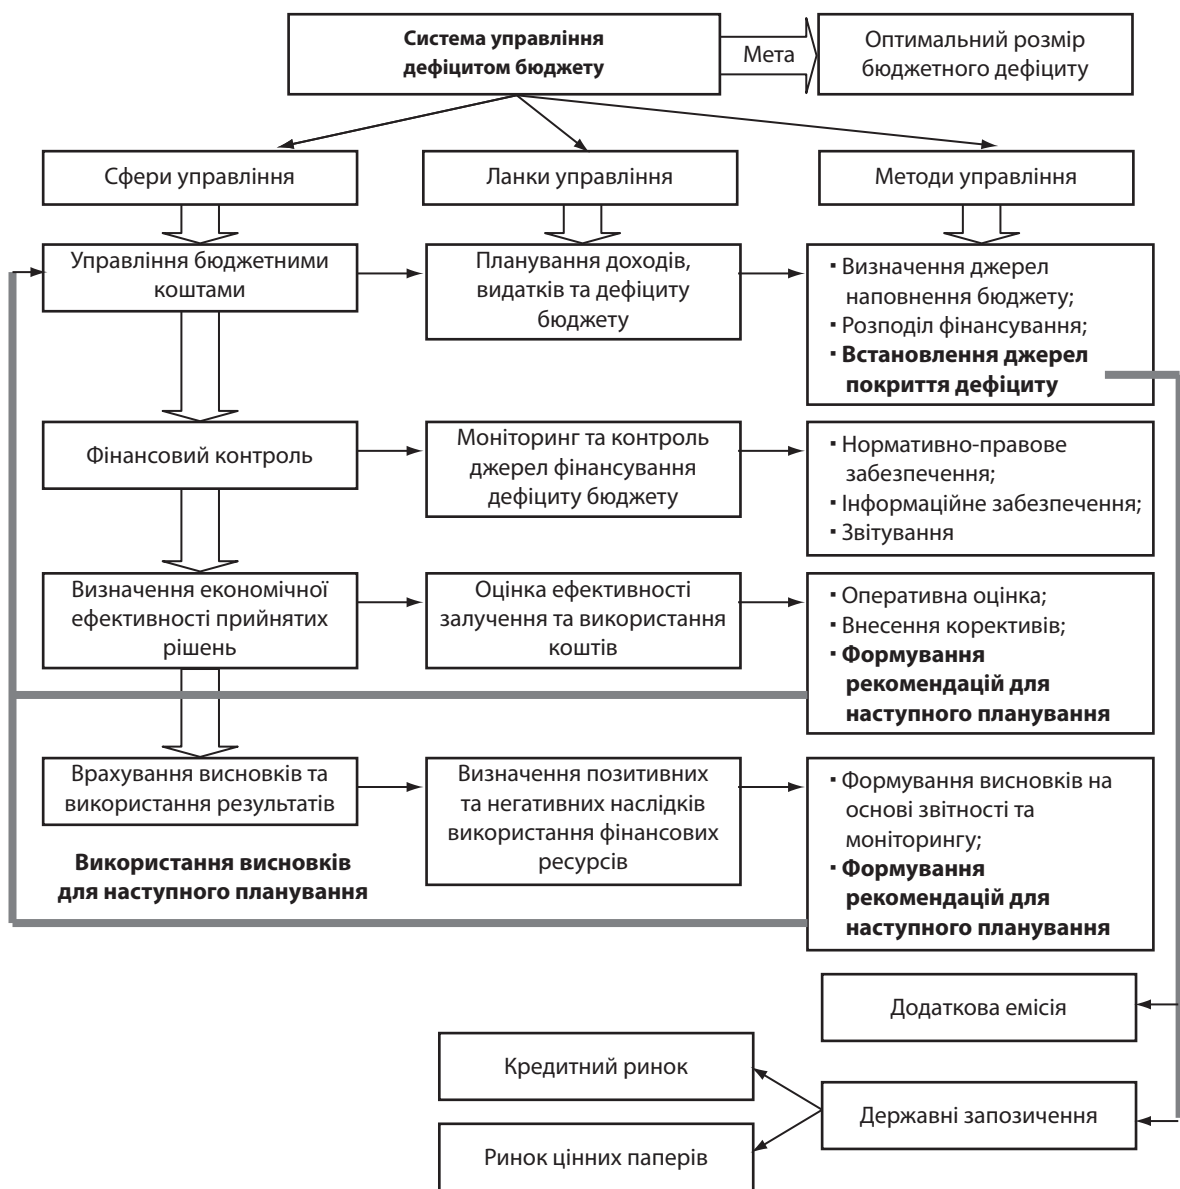 Система управління
дефіцитом бюджету
Мета
Оптимальний розмір
бюджетного дефіциту
Сфери управління
Ланки управління
Методи управління
Управління бюджетними
коштами
Планування доходів,
видатків та дефіциту
бюджету
▪ Визначення джерел
наповнення бюджету;
▪ Розподіл фінансування;
▪ Встановлення джерел
покриття дефіциту
Фінансовий контроль
Моніторинг та контроль
джерел фінансування
дефіциту бюджету
▪ Нормативно-правове
забезпечення;
▪ Інформаційне забезпечення;
▪ Звітування
Визначення економічної
ефективності прийнятих
рішень
Оцінка ефективності
залучення та використання
коштів
▪ Оперативна оцінка;
▪ Внесення корективів;
▪ Формування
рекомендацій для
наступного планування
Врахування висновків та
використання результатів
Визначення позитивних
та негативних наслідків
використання фінансових
ресурсів
▪ Формування висновків на
основі звітності та
моніторингу;
▪ Формування
рекомендацій для
наступного планування
Використання висновків
для наступного планування
Додаткова емісія
Кредитний ринок
Державні запозичення
Ринок цінних паперів